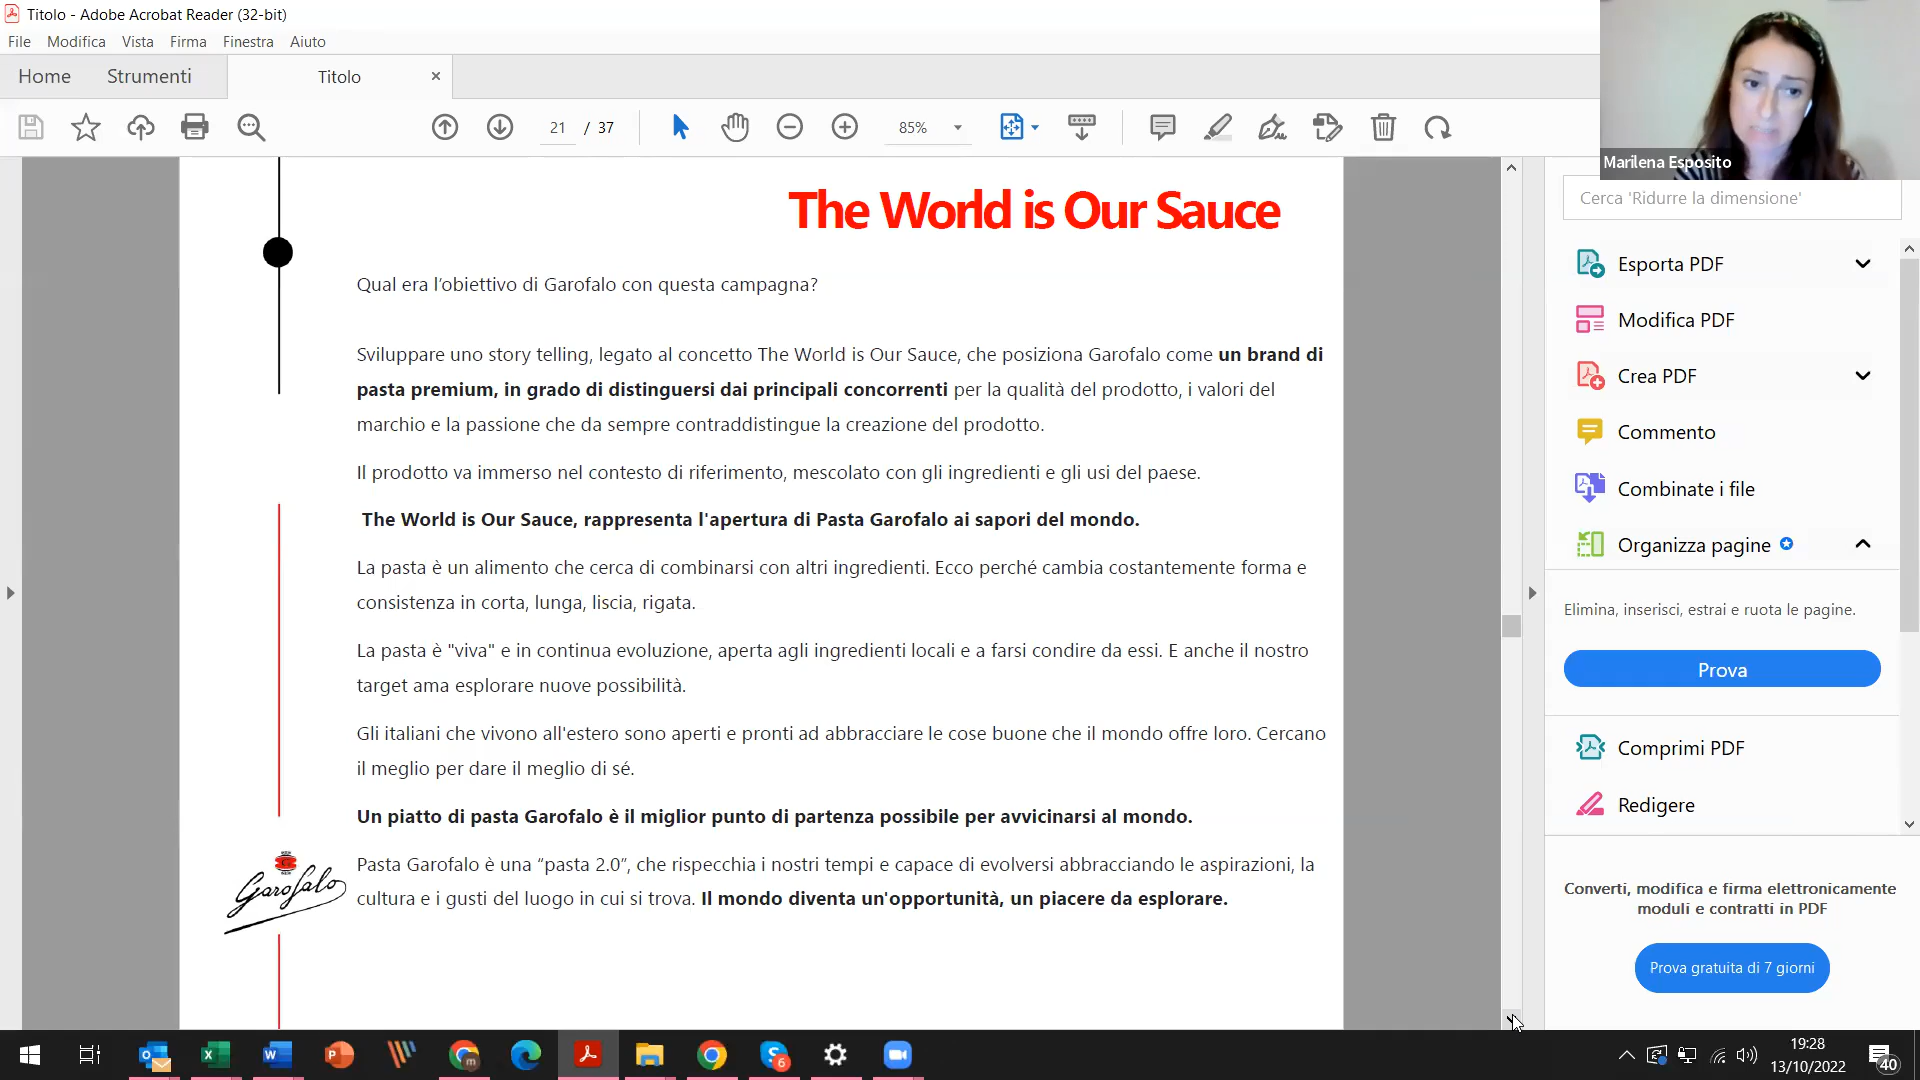 Titolo - Adobe Acrobat Reader (32-bit)
File Modifica Vista Firma Finestra Aiuto
Home Strumenti Titolo ×
21 / 37 85%
Marilena Esposito
Cerca 'Ridurre la dimensione'
The World is Our Sauce
Qual era l’obiettivo di Garofalo con questa campagna?
Sviluppare uno story telling, legato al concetto The World is Our Sauce, che posiziona Garofalo come un brand di
pasta premium, in grado di distinguersi dai principali concorrenti per la qualità del prodotto, i valori del
marchio e la passione che da sempre contraddistingue la creazione del prodotto.
Il prodotto va immerso nel contesto di riferimento, mescolato con gli ingredienti e gli usi del paese.
The World is Our Sauce, rappresenta l'apertura di Pasta Garofalo ai sapori del mondo.
La pasta è un alimento che cerca di combinarsi con altri ingredienti. Ecco perché cambia costantemente forma e
consistenza in corta, lunga, liscia, rigata.
La pasta è "viva" e in continua evoluzione, aperta agli ingredienti locali e a farsi condire da essi. E anche il nostro
target ama esplorare nuove possibilità.
Gli italiani che vivono all'estero sono aperti e pronti ad abbracciare le cose buone che il mondo offre loro. Cercano
il meglio per dare il meglio di sé.
Un piatto di pasta Garofalo è il miglior punto di partenza possibile per avvicinarsi al mondo.
Pasta Garofalo è una “pasta 2.0”, che rispecchia i nostri tempi e capace di evolversi abbracciando le aspirazioni, la
cultura e i gusti del luogo in cui si trova. Il mondo diventa un'opportunità, un piacere da esplorare.
Garofalo
Esporta PDF
Modifica PDF
Crea PDF
Commento
Combinate i file
Organizza pagine
Elimina, inserisci, estrai e ruota le pagine.
Prova
Comprimi PDF
Redigere
Converti, modifica e firma elettronicamente
moduli e contratti in PDF
Prova gratuita di 7 giorni
19:28
13/10/2022
40
6